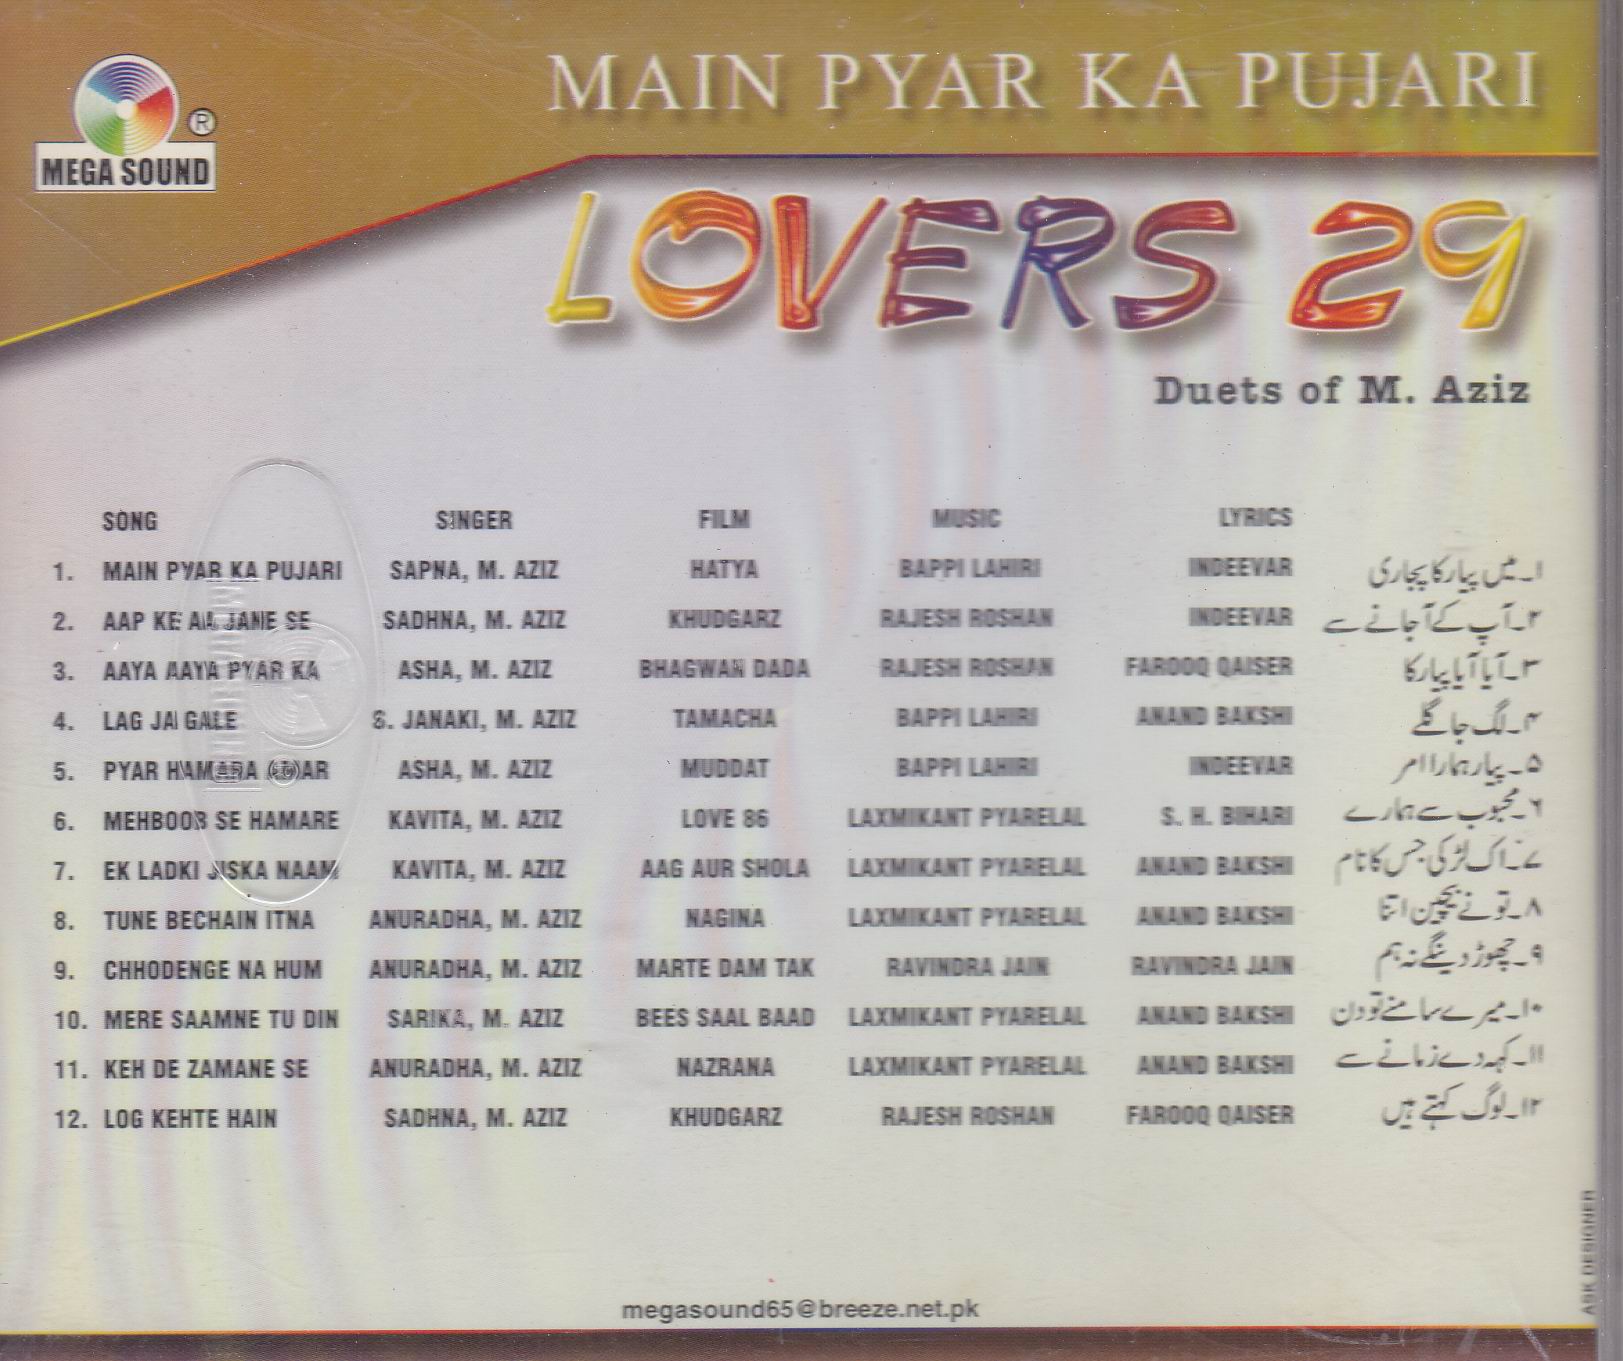 MAIN PYAR KA PUJARI
®
MEGA SOUND
LOVERS 29
Duets of M. Aziz
SONG SINGER FILM MUSIC LYRICS
1. MAIN PYAR KA PUJARI SAPNA, M. AZIZ HATYA BAPPI LAHIRI INDEEVAR ۱۔میں پیار کا پجاری
2. AAP KE AA JANE SE SADHNA, M. AZIZ KHUDGARZ RAJESH ROSHAN INDEEVAR ۲۔آپ کے آ جانے سے
3. AAYA AAYA PYAR KA ASHA, M. AZIZ BHAGWAN DADA RAJESH ROSHAN FAROOQ QAISER ۳۔آیا آیا پیار کا
4. LAG JA GALE S. JANAKI, M. AZIZ TAMACHA BAPPI LAHIRI ANAND BAKSHI ۴۔لگ جا گلے
5. PYAR HAMARA AMAR ASHA, M. AZIZ MUDDAT BAPPI LAHIRI INDEEVAR ۵۔پیار ہمارا امر
6. MEHBOOB SE HAMARE KAVITA, M. AZIZ LOVE 86 LAXMIKANT PYARELAL S. H. BIHARI ۶۔محبوب سے ہمارے
7. EK LADKI JISKA NAAM KAVITA, M. AZIZ AAG AUR SHOLA LAXMIKANT PYARELAL ANAND BAKSHI ۷۔اک لڑکی جس کا نام
8. TUNE BECHAIN ITNA ANURADHA, M. AZIZ NAGINA LAXMIKANT PYARELAL ANAND BAKSHI ۸۔تو نے بیچین اتنا
9. CHHODENGE NA HUM ANURADHA, M. AZIZ MARTE DAM TAK RAVINDRA JAIN RAVINDRA JAIN ۹۔چھوڑ دینگے نہ ہم
10. MERE SAAMNE TU DIN SARIKA, M. AZIZ BEES SAAL BAAD LAXMIKANT PYARELAL ANAND BAKSHI ۱۰۔میرے سامنے تو دن
11. KEH DE ZAMANE SE ANURADHA, M. AZIZ NAZRANA LAXMIKANT PYARELAL ANAND BAKSHI ۱۱۔کہہ دے زمانے سے
12. LOG KEHTE HAIN SADHNA, M. AZIZ KHUDGARZ RAJESH ROSHAN FAROOQ QAISER ۱۲۔لوگ کہتے ہیں
megasound65@breeze.net.pk
ASK DESIGNER